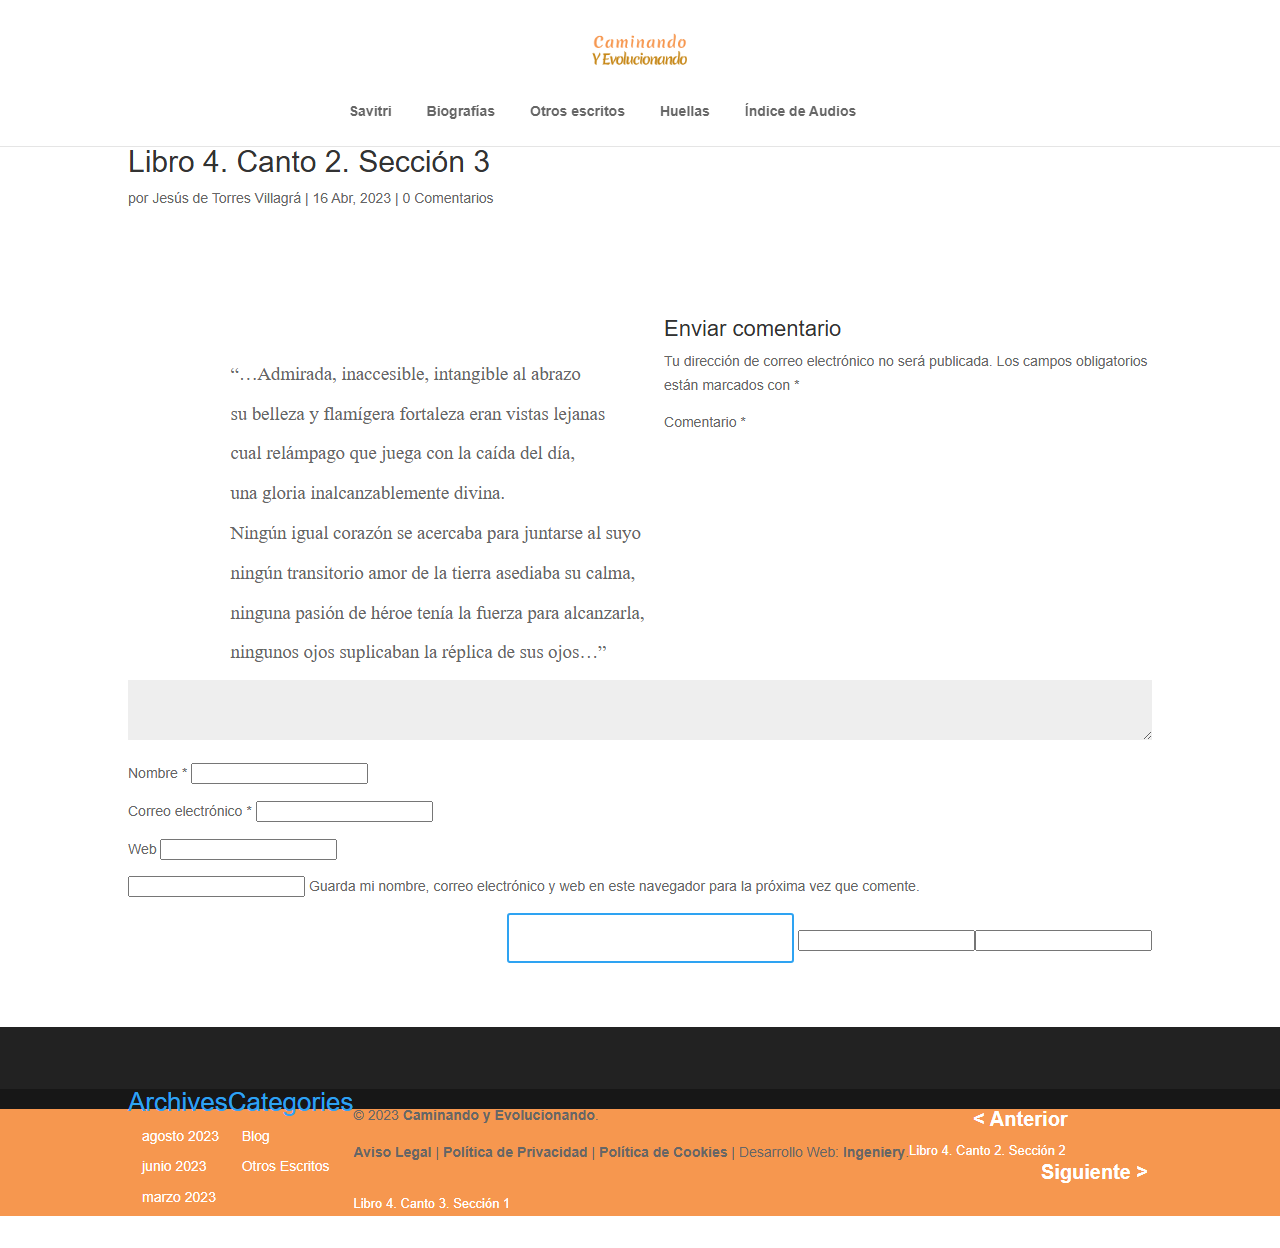 Caminando
Y Evolucionando
Savitri
Biografías
Otros escritos
Huellas
Índice de Audios
Libro 4. Canto 2. Sección 3
por Jesús de Torres Villagrá | 16 Abr, 2023 | 0 Comentarios
“…Admirada, inaccesible, intangible al abrazo
su belleza y flamígera fortaleza eran vistas lejanas
cual relámpago que juega con la caída del día,
una gloria inalcanzablemente divina.
Ningún igual corazón se acercaba para juntarse al suyo
ningún transitorio amor de la tierra asediaba su calma,
ninguna pasión de héroe tenía la fuerza para alcanzarla,
ningunos ojos suplicaban la réplica de sus ojos…”
Enviar comentario
Tu dirección de correo electrónico no será publicada. Los campos obligatorios
están marcados con *
Comentario *
Nombre *
Correo electrónico *
Web
Guarda mi nombre, correo electrónico y web en este navegador para la próxima vez que comente.
Archives
agosto 2023
junio 2023
marzo 2023
Categories
Blog
Otros Escritos
© 2023 Caminando y Evolucionando.
Aviso Legal | Política de Privacidad | Política de Cookies | Desarrollo Web: Ingeniery.
< Anterior
Libro 4. Canto 2. Sección 2
Siguiente >
Libro 4. Canto 3. Sección 1